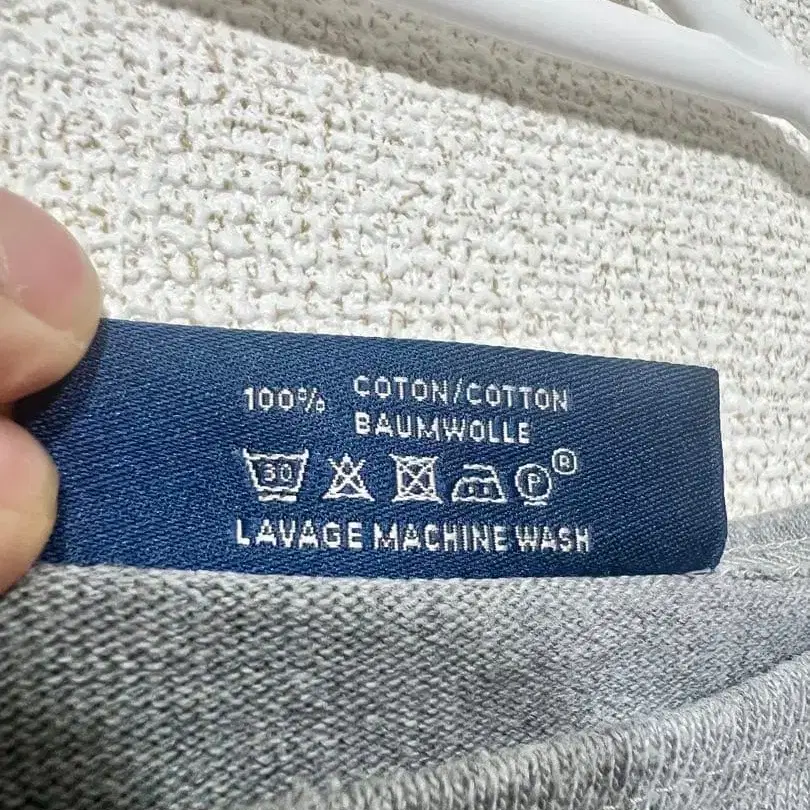 100% COTON/COTTON
BAUMWOLLE
30 P ®
LAVAGE MACHINE WASH